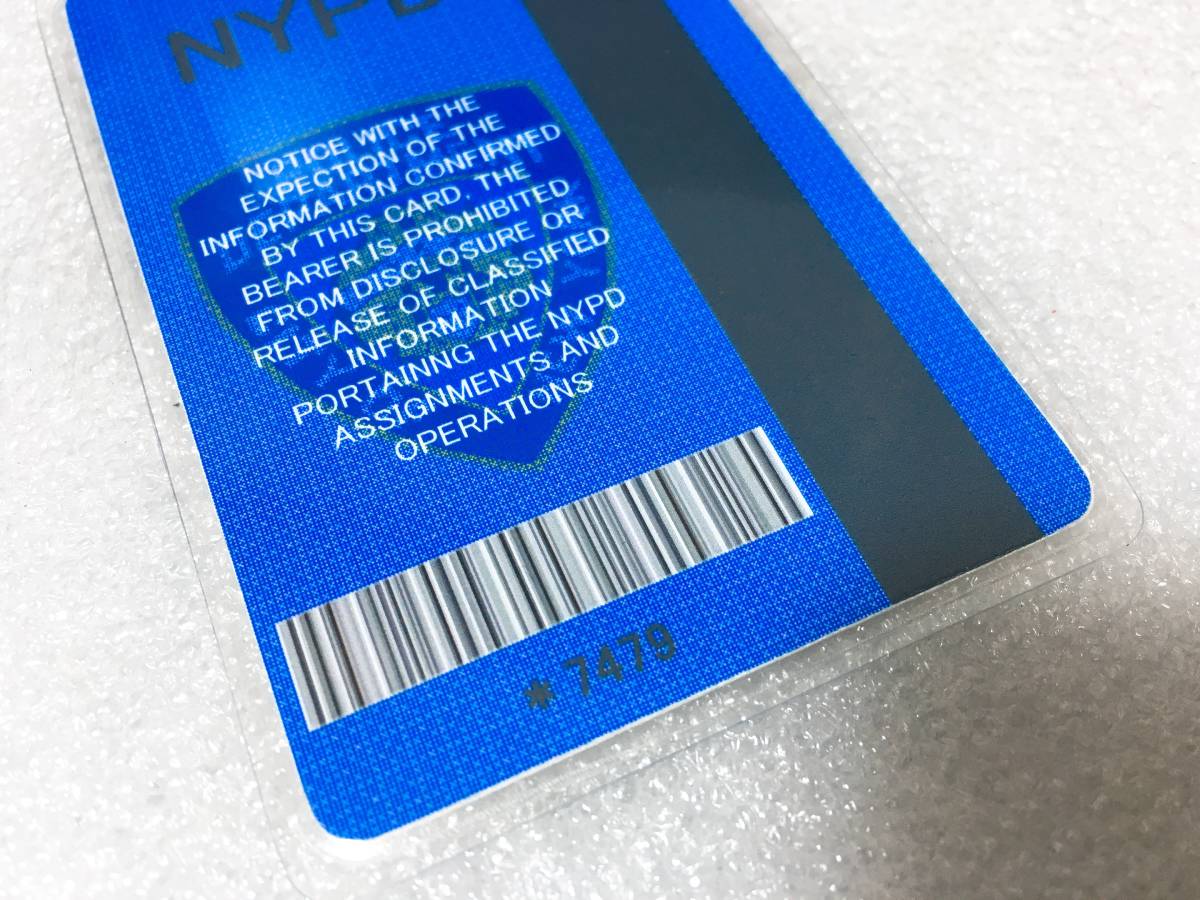 NYPD
NOTICE WITH THE
EXPECTION OF THE
INFORMATION CONFIRMED
BY THIS CARD, THE
BEARER IS PROHIBITED
FROM DISCLOSURE OR
RELEASE OF CLASSIFIED
INFORMATION
PORTAINNG THE NYPD
ASSIGNMENTS AND
OPERATIONS
* 7479